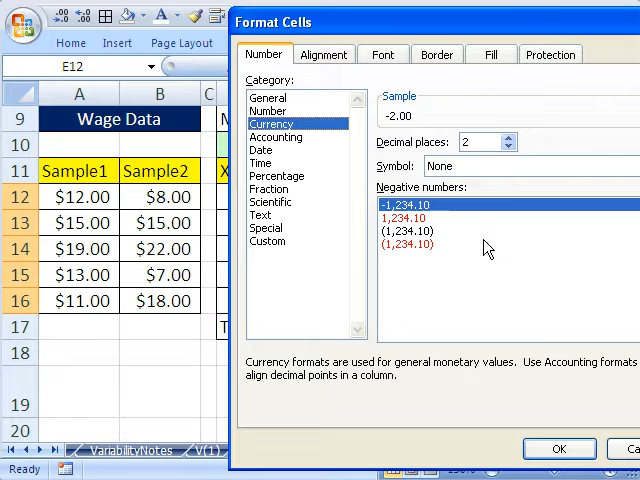 Format Cells
Home Insert Page Layout
E12
Number Alignment Font Border Fill Protection
Category:
General
Number
Currency
Accounting
Date
Time
Percentage
Fraction
Scientific
Text
Special
Custom
Sample
-2.00
Decimal places: 2
Symbol: None
Negative numbers:
-1,234.10
1,234.10
(1,234.10)
(1,234.10)
Currency formats are used for general monetary values. Use Accounting formats
align decimal points in a column.
OK Ca
A B C
9 Wage Data
10
11 Sample1 Sample2 X
12 $12.00 $8.00
13 $15.00 $15.00
14 $19.00 $22.00
15 $13.00 $7.00
16 $11.00 $18.00
17 T
18
19
20
VariabilityNotes V(1)
Ready